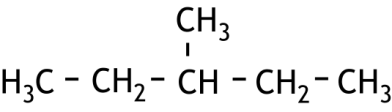 CH₃
H₃C - CH₂ - CH - CH₂ - CH₃